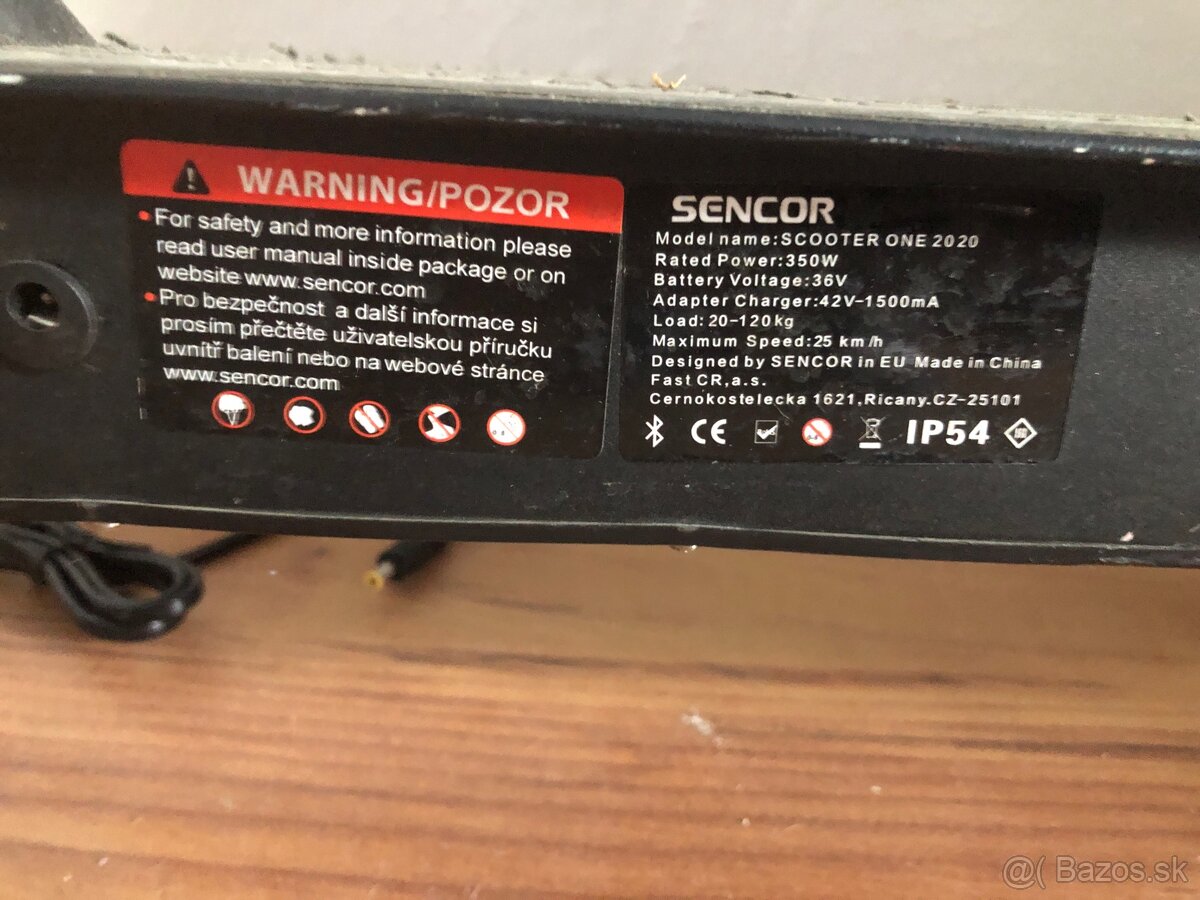 WARNING/POZOR
• For safety and more information please
read user manual inside package or on
website www.sencor.com
• Pro bezpečnost a další informace si
prosím přečtěte uživatelskou příručku
uvnitř balení nebo na webové stránce
www.sencor.com
SENCOR
Model name:SCOOTER ONE 2020
Rated Power:350W
Battery Voltage:36V
Adapter Charger:42V-1500mA
Load:20-120kg
Maximum Speed:25 km/h
Designed by SENCOR in EU Made in China
Fast CR,a.s.
Cernokostelecka 1621,Ricany.CZ-25101
CE IP54
@( Bazos.sk